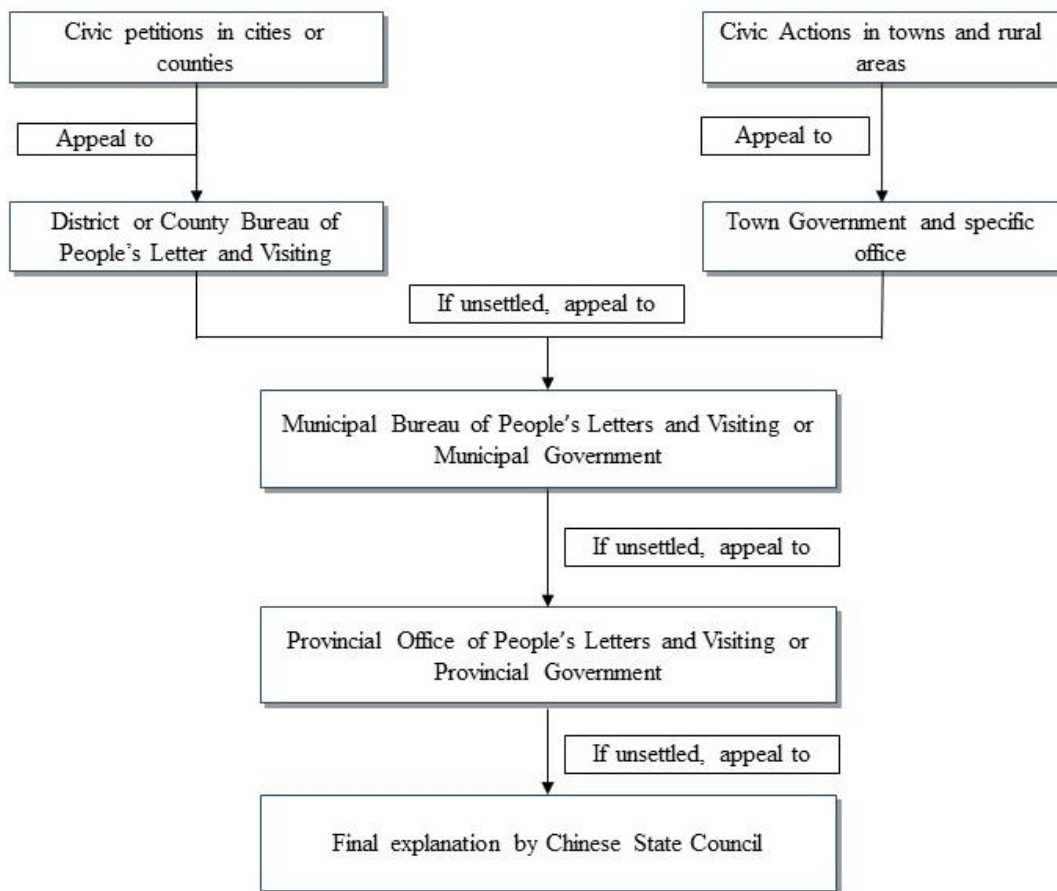 Civic petitions in cities or
counties
Civic Actions in towns and rural
areas
Appeal to
Appeal to
District or County Bureau of
People's Letter and Visiting
Town Government and specific
office
If unsettled, appeal to
Municipal Bureau of People's Letters and Visiting or
Municipal Government
If unsettled, appeal to
Provincial Office of People's Letters and Visiting or
Provincial Government
If unsettled, appeal to
Final explanation by Chinese State Council